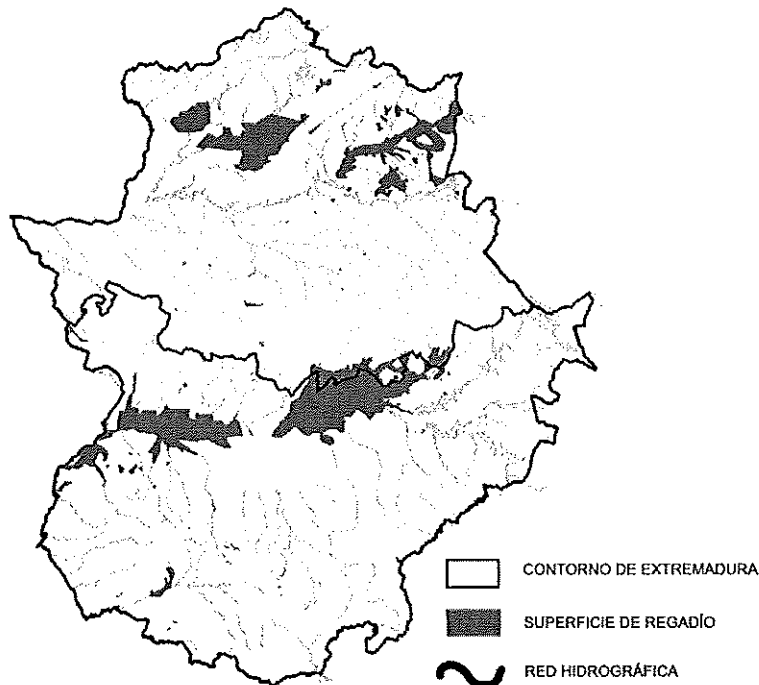 CONTORNO DE EXTREMADURA
SUPERFICIE DE REGADÍO
RED HIDROGRÁFICA